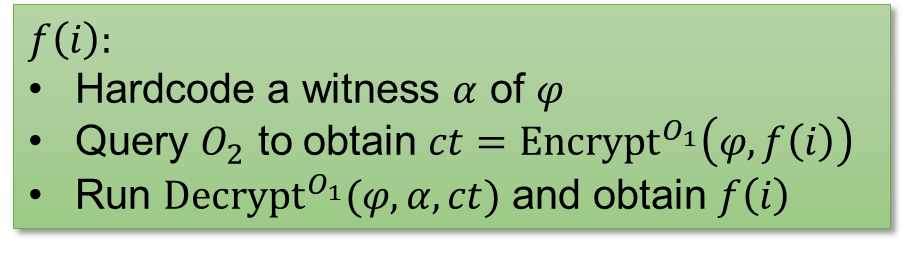 f(i):
• Hardcode a witness α of φ
• Query O₂ to obtain ct = Encrypt^{O₁}(φ, f(i))
• Run Decrypt^{O₁}(φ, α, ct) and obtain f(i)